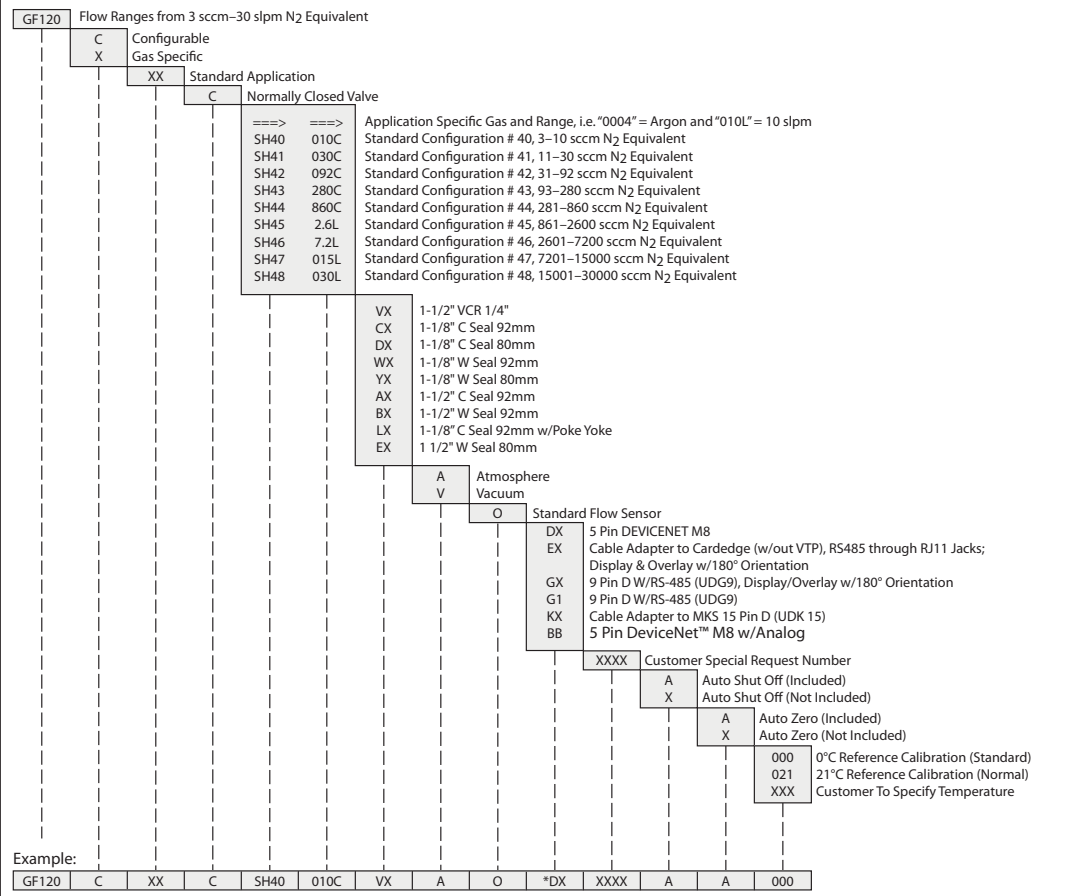 GF120 Flow Ranges from 3 sccm–30 slpm N2 Equivalent
C Configurable
X Gas Specific
XX Standard Application
C Normally Closed Valve
===> ===> Application Specific Gas and Range, i.e. “0004” = Argon and “010L” = 10 slpm
SH40 010C Standard Configuration # 40, 3–10 sccm N2 Equivalent
SH41 030C Standard Configuration # 41, 11–30 sccm N2 Equivalent
SH42 092C Standard Configuration # 42, 31–92 sccm N2 Equivalent
SH43 280C Standard Configuration # 43, 93–280 sccm N2 Equivalent
SH44 860C Standard Configuration # 44, 281–860 sccm N2 Equivalent
SH45 2.6L Standard Configuration # 45, 861–2600 sccm N2 Equivalent
SH46 7.2L Standard Configuration # 46, 2601–7200 sccm N2 Equivalent
SH47 015L Standard Configuration # 47, 7201–15000 sccm N2 Equivalent
SH48 030L Standard Configuration # 48, 15001–30000 sccm N2 Equivalent
VX 1-1/2" VCR 1/4"
CX 1-1/8" C Seal 92mm
DX 1-1/8" C Seal 80mm
WX 1-1/8" W Seal 92mm
YX 1-1/8" W Seal 80mm
AX 1-1/2" C Seal 92mm
BX 1-1/2" W Seal 92mm
LX 1-1/8” C Seal 92mm w/Poke Yoke
EX 1 1/2" W Seal 80mm
A Atmosphere
V Vacuum
O Standard Flow Sensor
DX 5 Pin DEVICENET M8
EX Cable Adapter to Cardedge (w/out VTP), RS485 through RJ11 Jacks;
Display & Overlay w/180° Orientation
GX 9 Pin D W/RS-485 (UDG9), Display/Overlay w/180° Orientation
G1 9 Pin D W/RS-485 (UDG9)
KX Cable Adapter to MKS 15 Pin D (UDK 15)
BB 5 Pin DeviceNet™ M8 w/Analog
XXXX Customer Special Request Number
A Auto Shut Off (Included)
X Auto Shut Off (Not Included)
A Auto Zero (Included)
X Auto Zero (Not Included)
000 0°C Reference Calibration (Standard)
021 21°C Reference Calibration (Normal)
XXX Customer To Specify Temperature
Example:
GF120 C XX C SH40 010C VX A O *DX XXXX A A 000